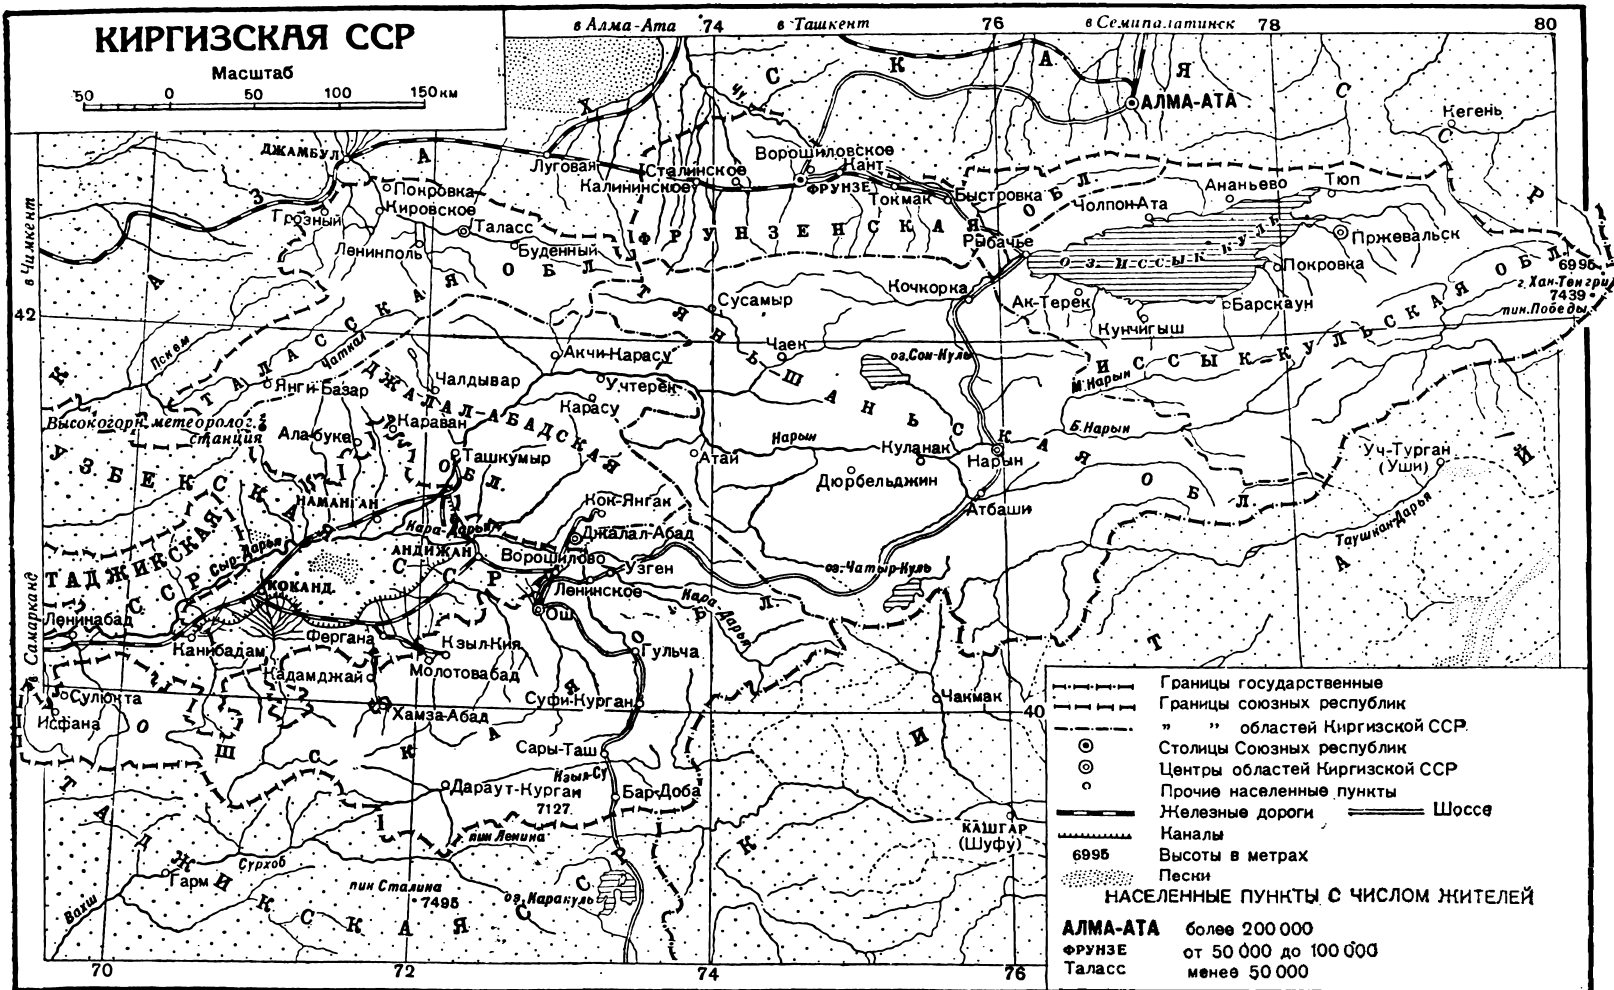 КИРГИЗСКАЯ ССР
Масштаб
50 0 50 100 150 км
в Алма-Ата 74 в Ташкент 76 в Семипалатинск 78 80
С К А Я С С Р
АЛМА-АТА
Кегень
Чу
Х
ДЖАМБУЛ
А
Луговая
Ворошиловское
Сталинское
Кант
Калининское
ФРУНЗЕ
Токмак
Быстровка
Ананьево
Тюп
Чолпон-Ата
Покровка
Кировское
Грозный
Талас
Ленинполь
Буденный
З
ФРУНЗЕНСКАЯ ОБЛ
Рыбачье
оз. Иссык куль
Пржевальск
Покровка
6995
г. Хан-Тенгри
7439
пик. Победы
в Чимкент
А
К
ТАЛАССКАЯ ОБЛ
42
Кочкорка
Ак-Терек
Барскаун
Сусамыр
Кунчигыш
Пскем
Чаткал
ТЯНЬ-ШАНЬСКАЯ ОБЛ
ИССЫК-КУЛЬСКАЯ ОБЛ.
Акчи-Карасу
Чаек
оз. Сон-Куль
М. Нарын
Янги-Базар
Чалдывар
Учтерек
ДЖАЛАЛ-АБАДСКАЯ ОБЛ.
Карасу
Высокогорн. метеоролог.
станция
Ала-бука
Караван
Ташкумыр
Атай
Нарын
Куланак
Нарын
Б. Нарын
Уч-Турган
(Уши)
Дюрбельджин
УЗБЕКСКАЯ ССР
НАМАНГАН
Кок-Янгак
Атбаши
Кара-Дарья
Джалал-Абад
Таушкан-Дарья
ТАДЖИКСКАЯ
ССР
Сыр-Дарья
АНДИЖАН
Ворошилово
Узген
оз. Чатыр-Куль
КОКАНД
Ленинское
Кара-Дарья
Ош
в Самарканд
Ленинабад
Фергана
Кзыл-Кия
Гульча
Канибадам
Молотовабад
Кадамджай
Суфи-Курган
Чакмак
Сулюкта
Исфана
Хамза-Абад
ОШСКАЯ ОБЛ
40
Сары-Таш
Кзыл-Су
Дараут-Курган
7127.
Бар-Доба
пик Ленина
КАШГАР
(Шуфу)
КИТАЙ
Сурхоб
Гарм
Вахш
пик Сталина
7495
оз. Каракуль
ТАДЖИКСКАЯ ССР
70 72 74 76
Границы государственные
Границы союзных республик
„ „ областей Киргизской ССР
Столицы Союзных республик
Центры областей Киргизской ССР
Прочие населенные пункты
Железные дороги Шоссе
Каналы
6995 Высоты в метрах
Пески
НАСЕЛЕННЫЕ ПУНКТЫ С ЧИСЛОМ ЖИТЕЛЕЙ
АЛМА-АТА более 200 000
ФРУНЗЕ от 50 000 до 100 000
Таласс менее 50 000